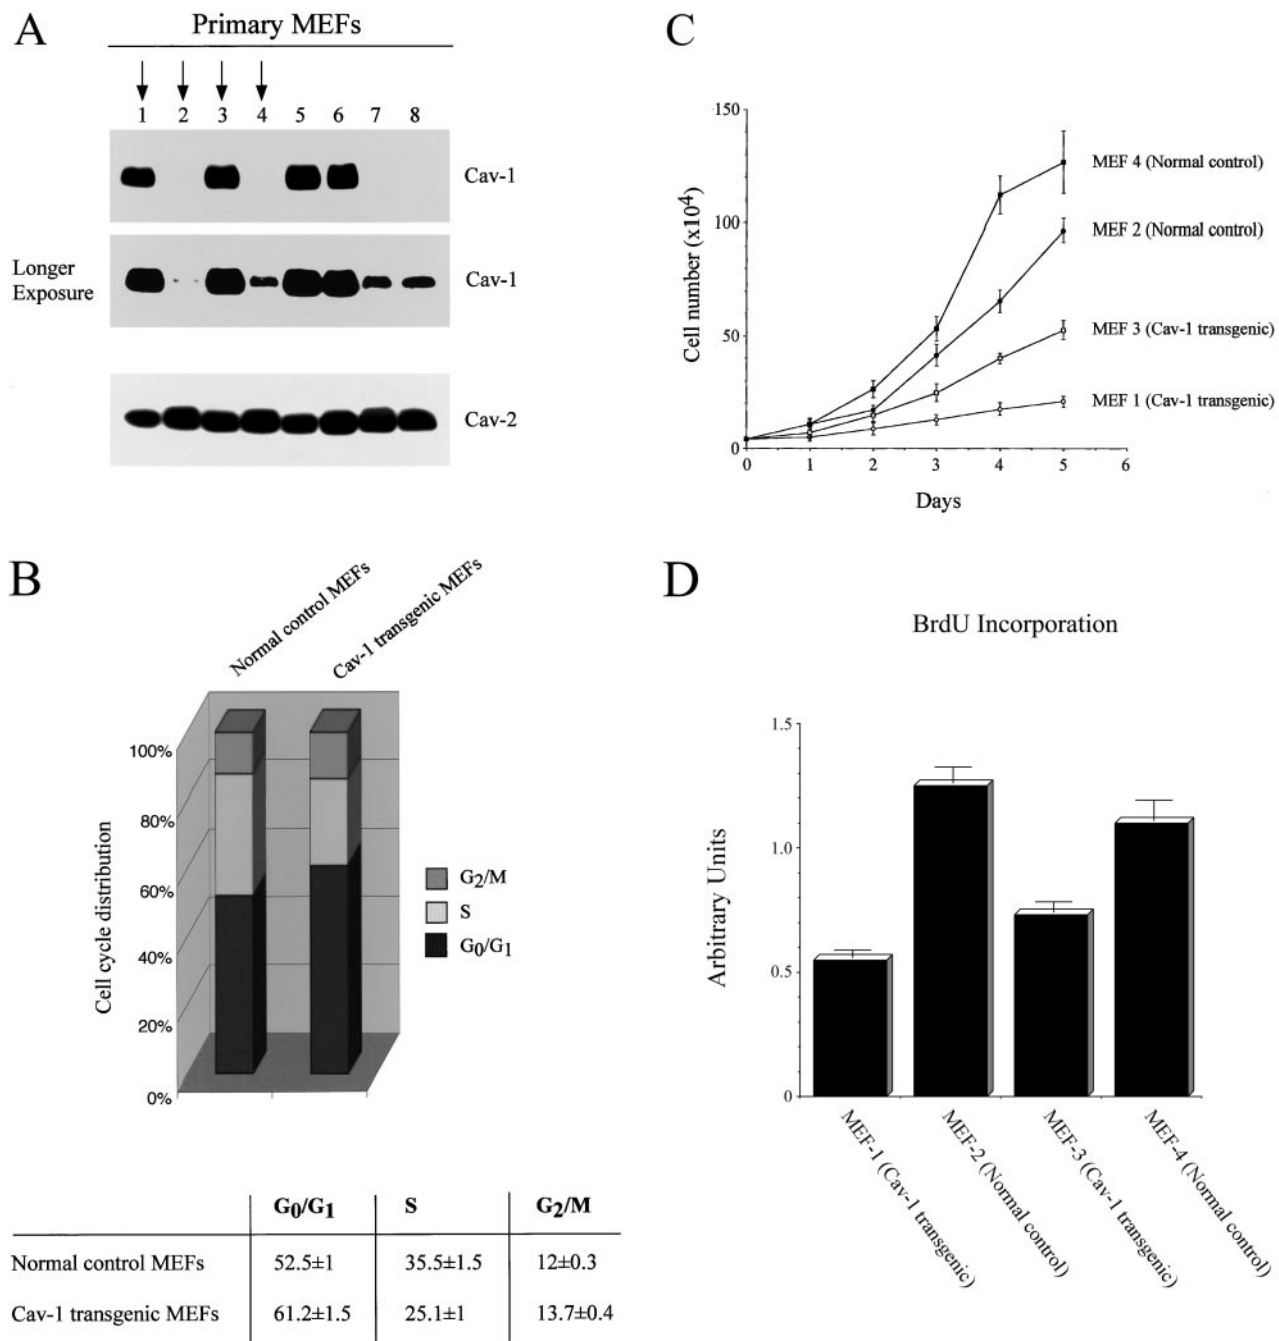 A
Primary MEFs
1 2 3 4 5 6 7 8
Cav-1
Longer
Exposure
Cav-1
Cav-2
C
150
100
50
0
Cell number (x10⁴)
0 1 2 3 4 5 6
Days
MEF 4 (Normal control)
MEF 2 (Normal control)
MEF 3 (Cav-1 transgenic)
MEF 1 (Cav-1 transgenic)
B
Normal control MEFs
Cav-1 transgenic MEFs
100%
80%
60%
40%
20%
0%
Cell cycle distribution
G₂/M
S
G₀/G₁
G₀/G₁ S G₂/M
Normal control MEFs 52.5±1 35.5±1.5 12±0.3
Cav-1 transgenic MEFs 61.2±1.5 25.1±1 13.7±0.4
D
BrdU Incorporation
1.5
1.0
0.5
0
Arbitrary Units
MEF-1 (Cav-1 transgenic)
MEF-2 (Normal control)
MEF-3 (Cav-1 transgenic)
MEF-4 (Normal control)